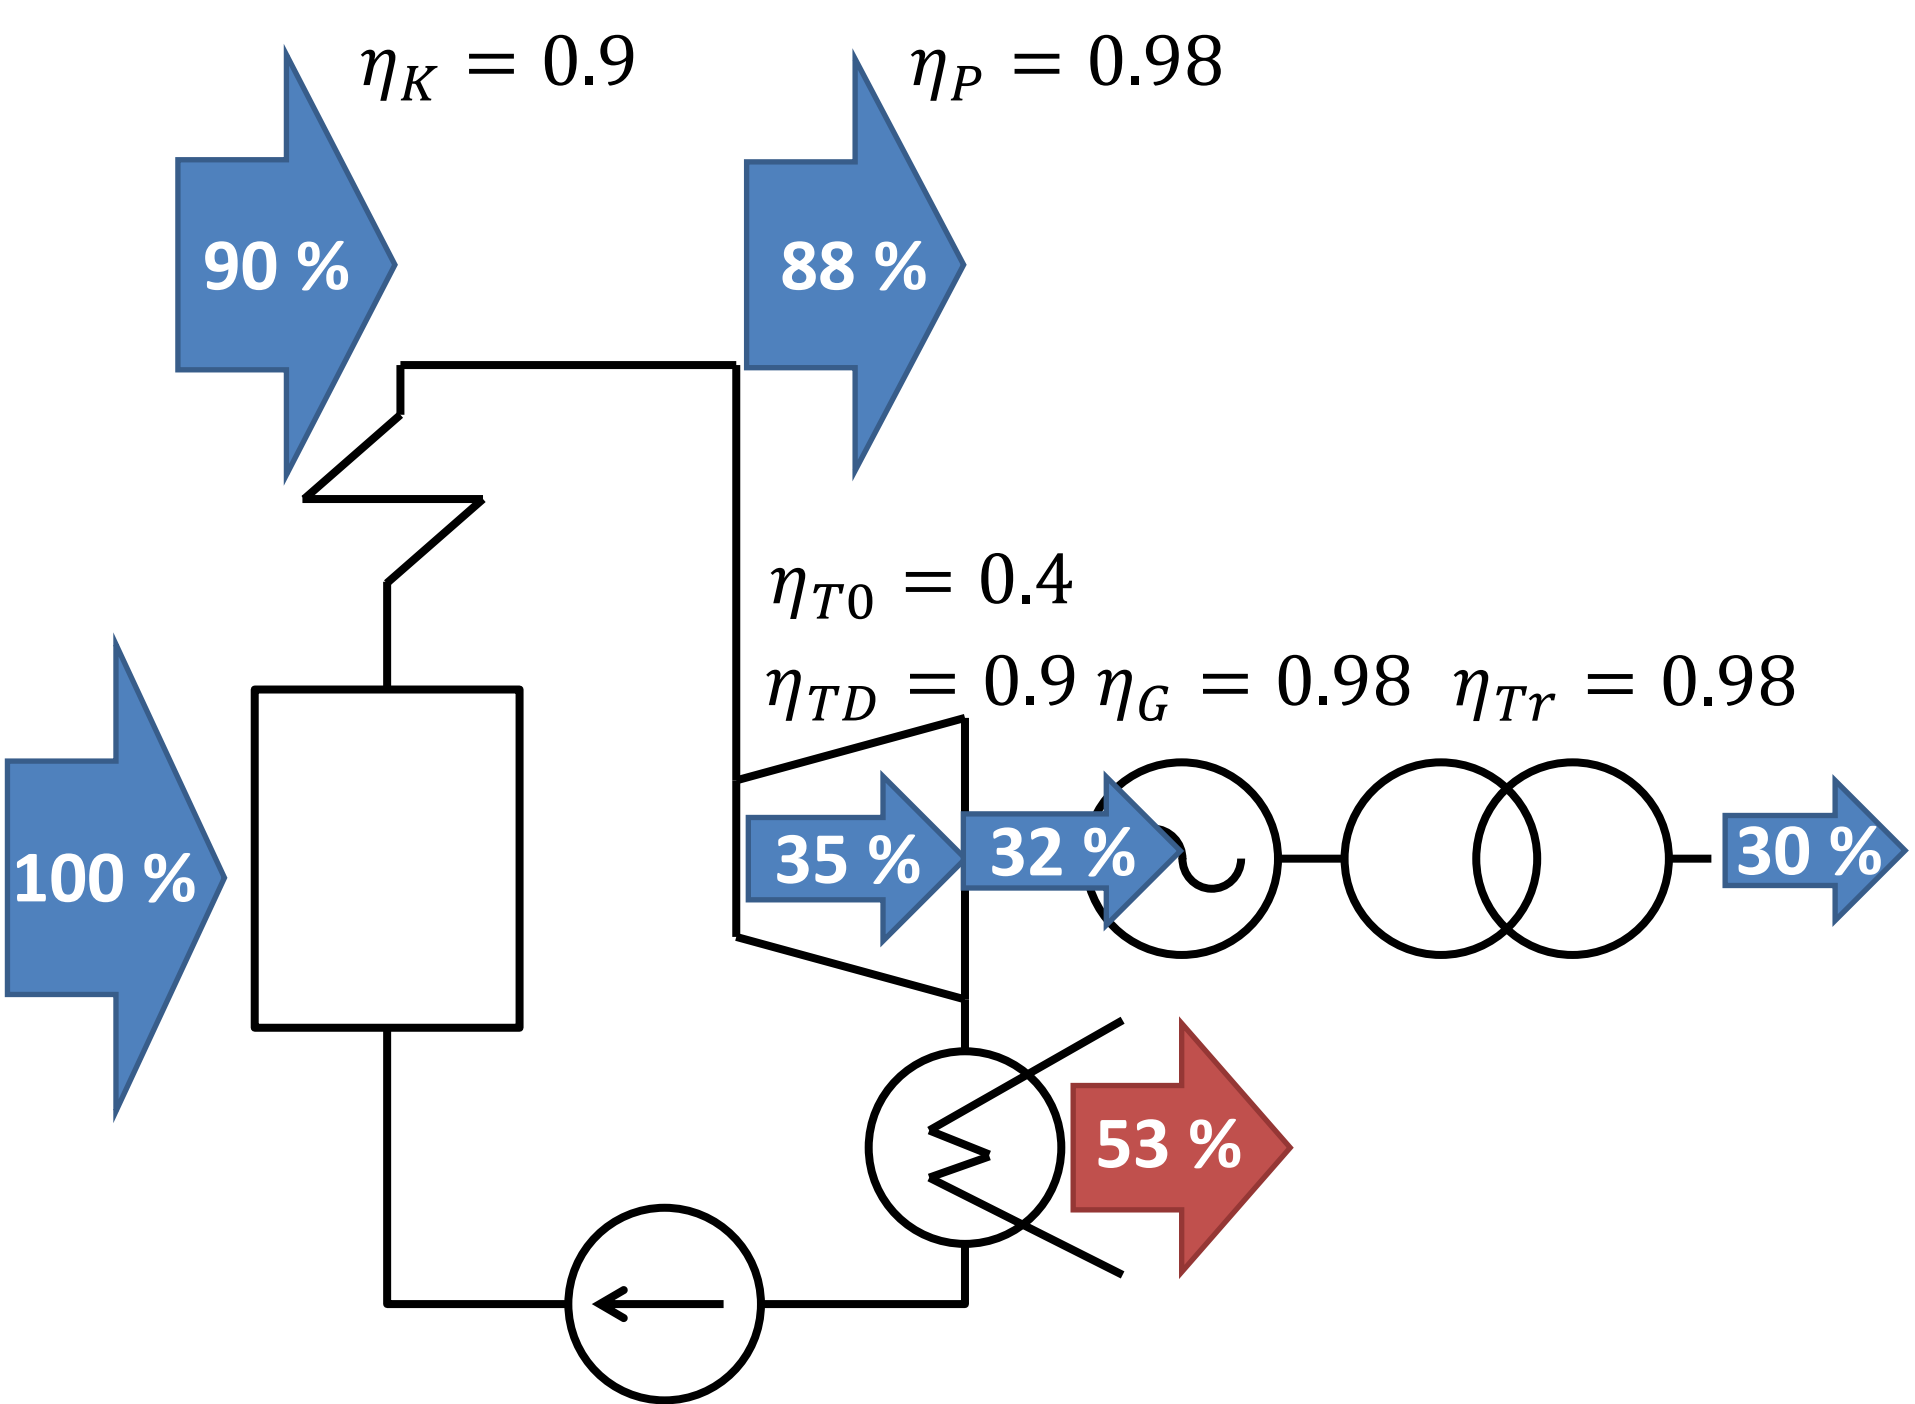 η_K = 0.9
η_P = 0.98
90 %
88 %
η_T0 = 0.4
η_TD = 0.9
η_G = 0.98
η_Tr = 0.98
100 %
35 %
32 %
30 %
53 %